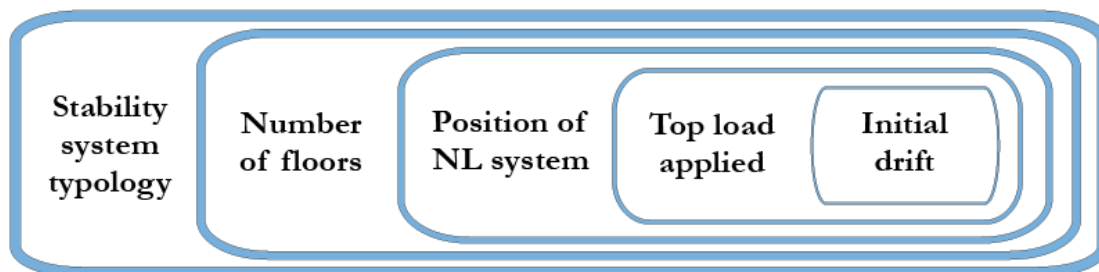 Stability
system
typology
Number
of floors
Position of
NL system
Top load
applied
Initial
drift